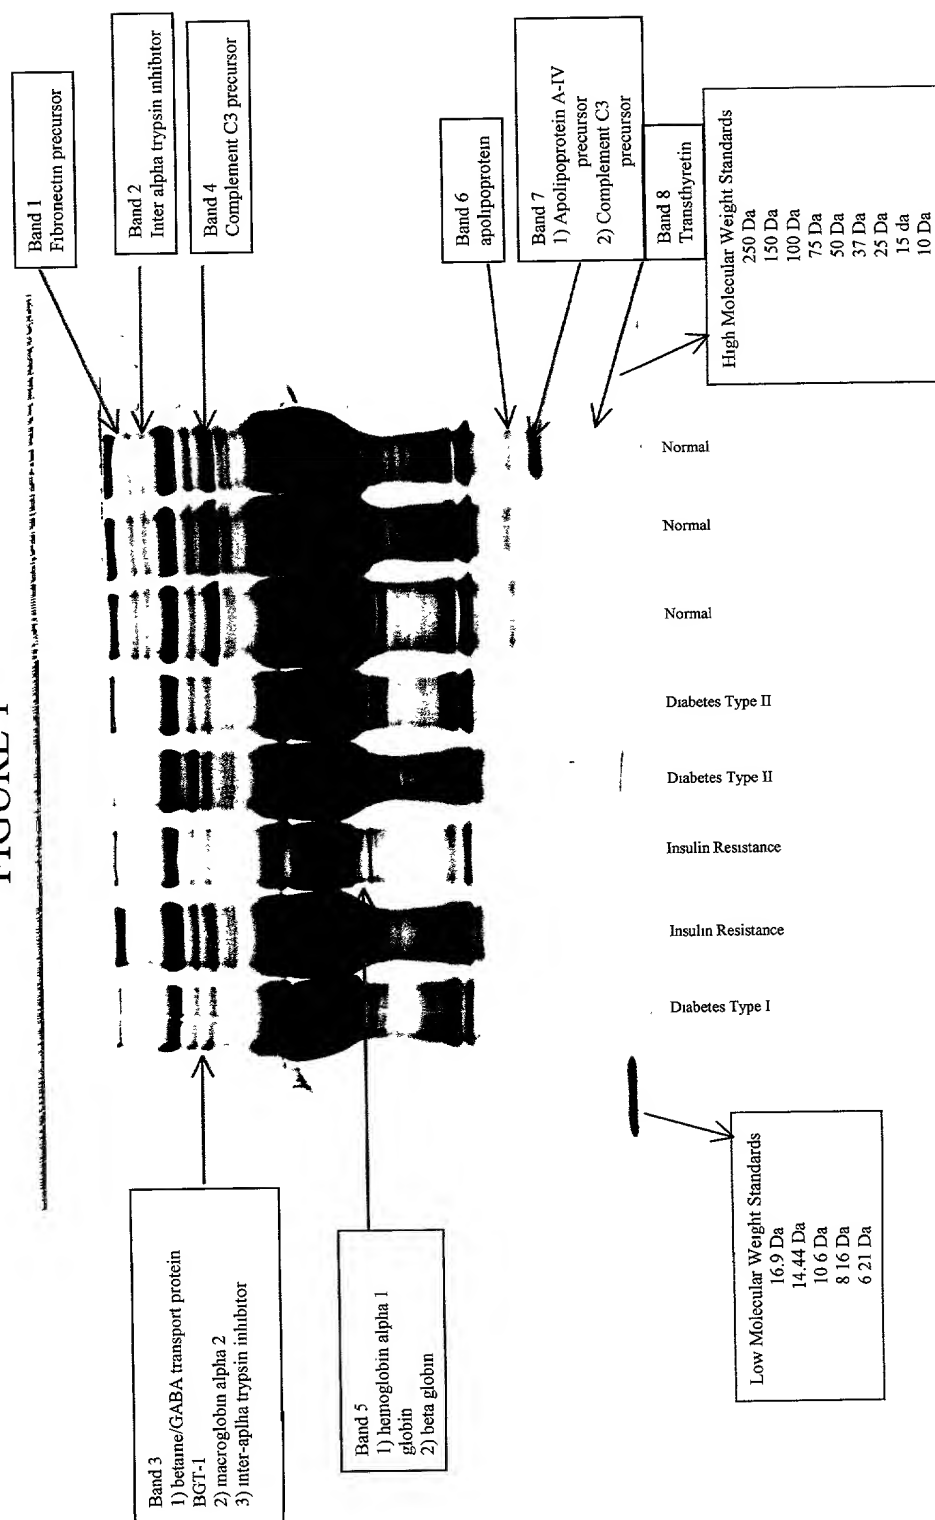 FIGURE 1
Band 1
Fibronectin precursor
Band 2
Inter alpha trypsin inhibitor
Band 4
Complement C3 precursor
Band 6
apolipoprotein
Band 7
1) Apolipoprotein A-IV
precursor
2) Complement C3
precursor
Band 8
Transthyretin
High Molecular Weight Standards
250 Da
150 Da
100 Da
75 Da
50 Da
37 Da
25 Da
15 da
10 Da
Normal
Normal
Normal
Diabetes Type II
Diabetes Type II
Insulin Resistance
Insulin Resistance
Diabetes Type I
Band 3
1) betaine/GABA transport protein
BGT-1
2) macroglobin alpha 2
3) inter-aplha trypsin inhibitor
Band 5
1) hemoglobin alpha 1
globin
2) beta globin
Low Molecular Weight Standards
16.9 Da
14.44 Da
10 6 Da
8 16 Da
6 21 Da